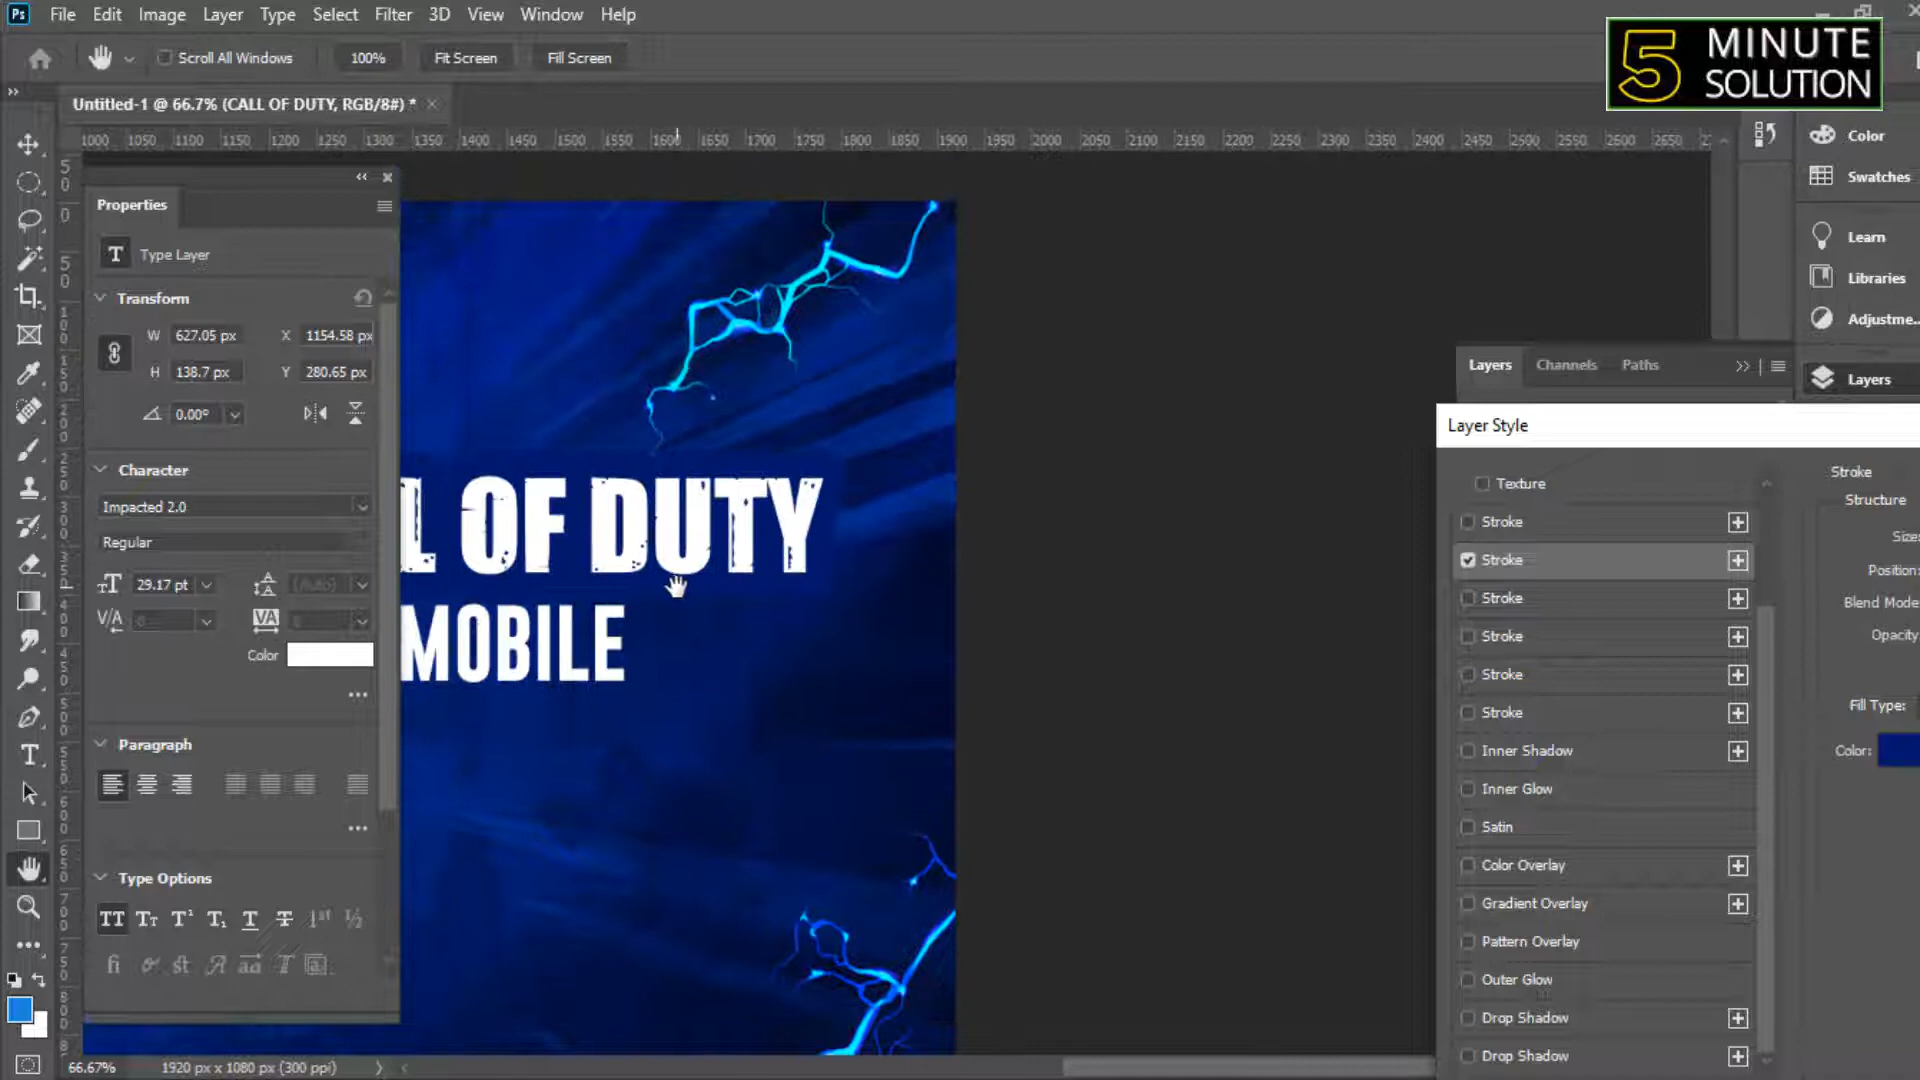 Ps File Edit Image Layer Type Select Filter 3D View Window Help
5 MINUTE SOLUTION
Scroll All Windows 100% Fit Screen Fill Screen
Untitled-1 @ 66.7% (CALL OF DUTY, RGB/8#) * ×
1000 1050 1100 1150 1200 1250 1300 1350 1400 1450 1500 1550 1600 1650 1700 1750 1800 1850 1900 1950 2000 2050 2100 2150 2200 2250 2300 2350 2400 2450 2500 2550 2600 2650
Color
Swatches
Learn
Libraries
Adjustme...
Layers
Properties
T Type Layer
Transform
W 627.05 px X 1154.58 px
H 138.7 px Y 280.65 px
0.00°
Character
Impacted 2.0
Regular
29.17 pt (Auto)
V/A 0 VA
Color
Paragraph
Type Options
L OF DUTY
MOBILE
Layers Channels Paths
Layer Style
Texture
Stroke
Stroke
Stroke
Stroke
Stroke
Stroke
Inner Shadow
Inner Glow
Satin
Color Overlay
Gradient Overlay
Pattern Overlay
Outer Glow
Drop Shadow
Drop Shadow
Stroke
Structure
Size:
Position:
Blend Mode
Opacity:
Fill Type:
Color:
66.67% 1920 px x 1080 px (300 ppi)